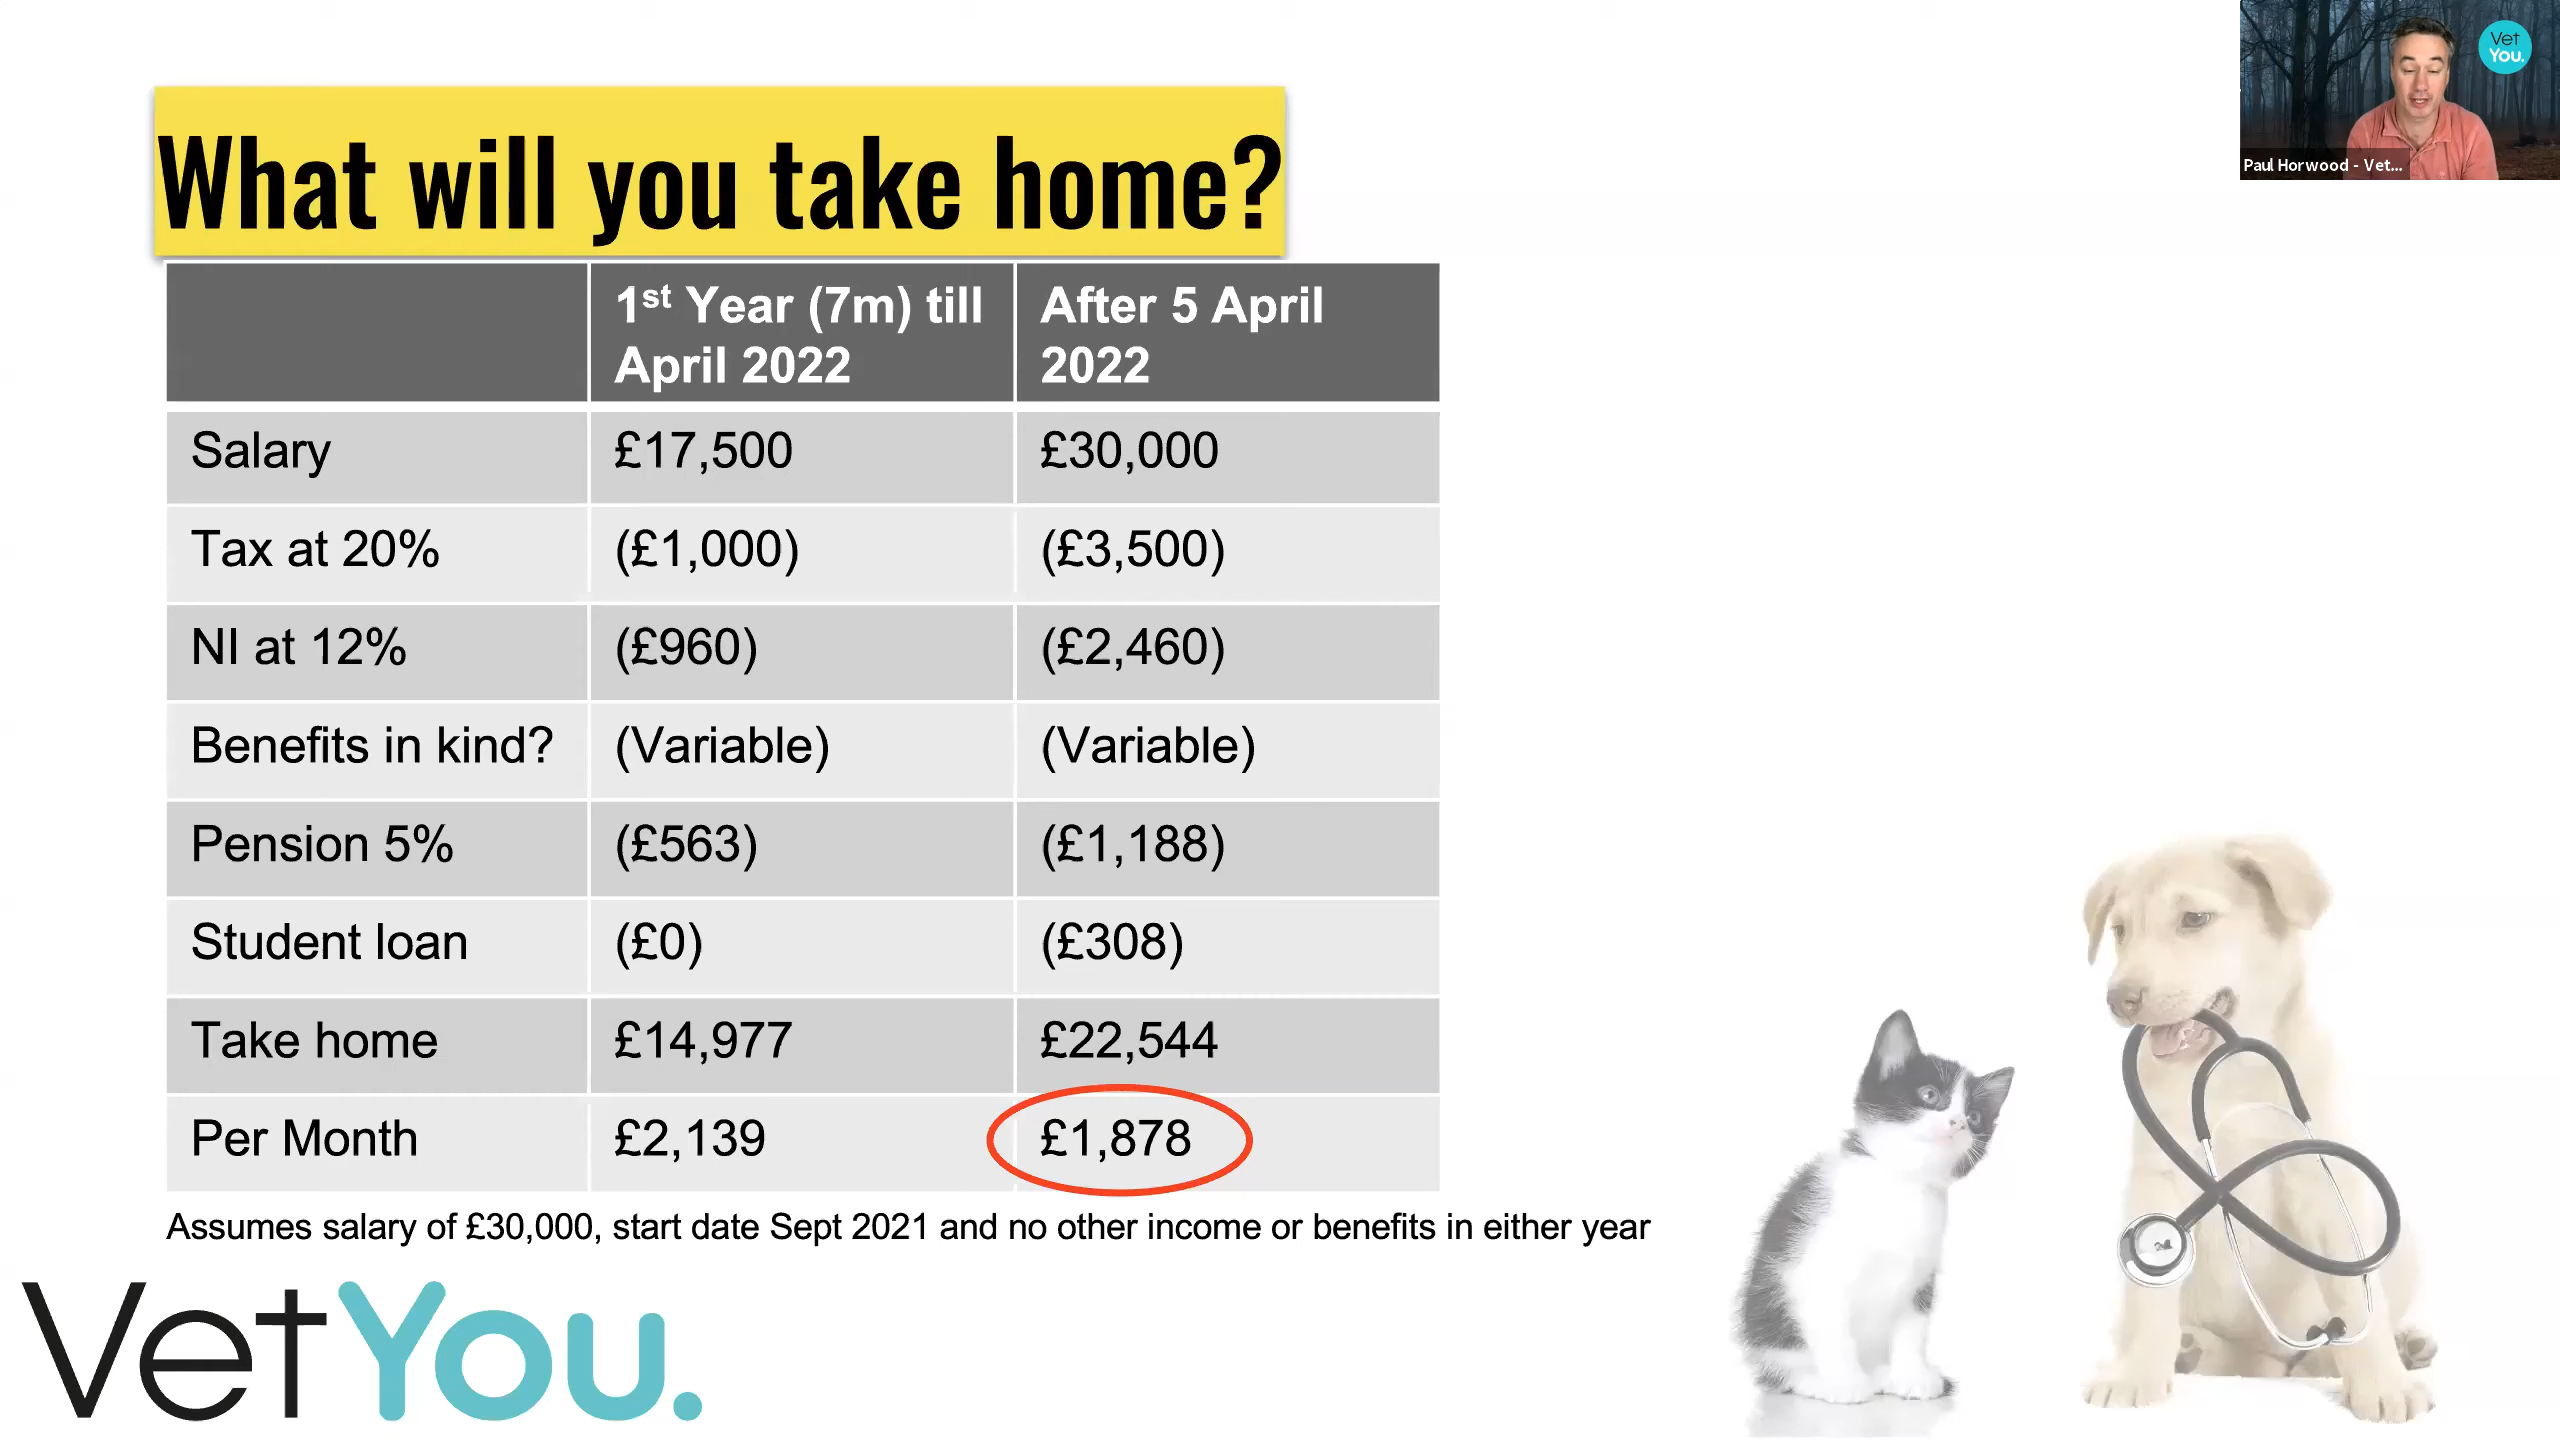 What will you take home?
Vet
You.
Paul Horwood - Vet...
1st Year (7m) till April 2022
After 5 April 2022
Salary £17,500 £30,000
Tax at 20% (£1,000) (£3,500)
NI at 12% (£960) (£2,460)
Benefits in kind? (Variable) (Variable)
Pension 5% (£563) (£1,188)
Student loan (£0) (£308)
Take home £14,977 £22,544
Per Month £2,139 £1,878
Assumes salary of £30,000, start date Sept 2021 and no other income or benefits in either year
VetYou.